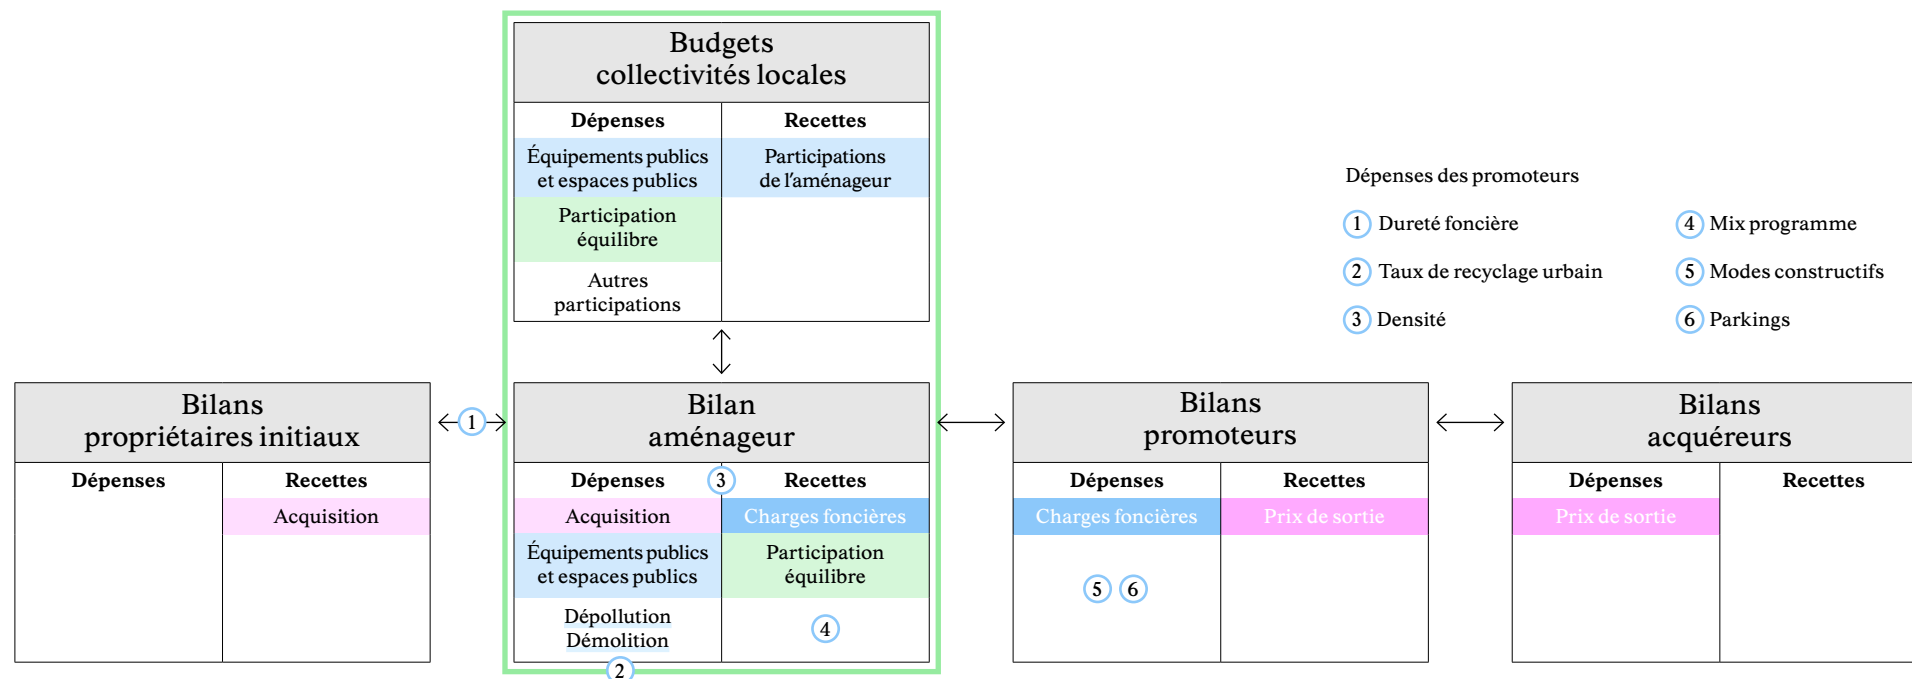 Budgets
collectivités locales
Dépenses
Recettes
Équipements publics
et espaces publics
Participations
de l'aménageur
Participation
équilibre
Autres
participations
Dépenses des promoteurs
1 Dureté foncière
2 Taux de recyclage urbain
3 Densité
4 Mix programme
5 Modes constructifs
6 Parkings
Bilans
propriétaires initiaux
Dépenses
Recettes
Acquisition
1
Bilan
aménageur
Dépenses
3
Recettes
Acquisition
Charges foncières
Équipements publics
et espaces publics
Participation
équilibre
Dépollution
Démolition
4
2
Bilans
promoteurs
Dépenses
Recettes
Charges foncières
Prix de sortie
5 6
Bilans
acquéreurs
Dépenses
Recettes
Prix de sortie